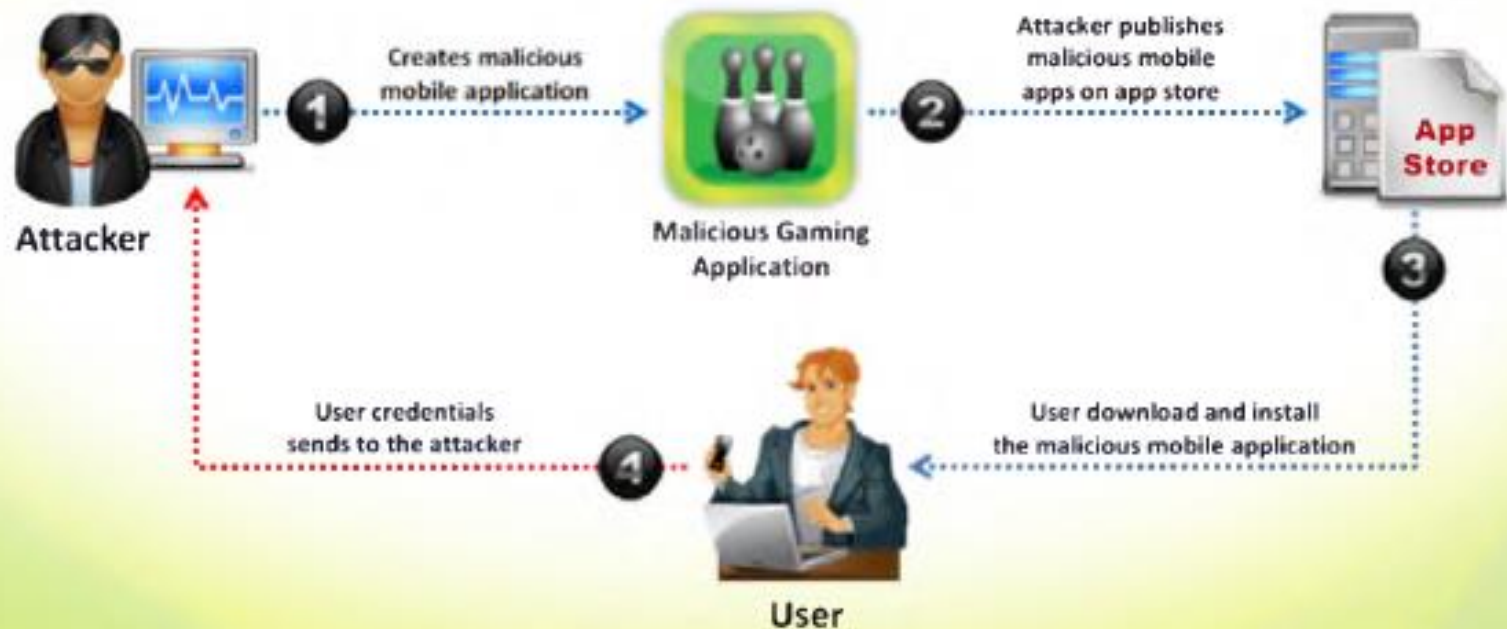 Creates malicious
mobile application
Attacker publishes
malicious mobile
apps on app store
1
2
App
Store
Attacker
Malicious Gaming
Application
3
User credentials
sends to the attacker
4
User download and install
the malicious mobile application
User